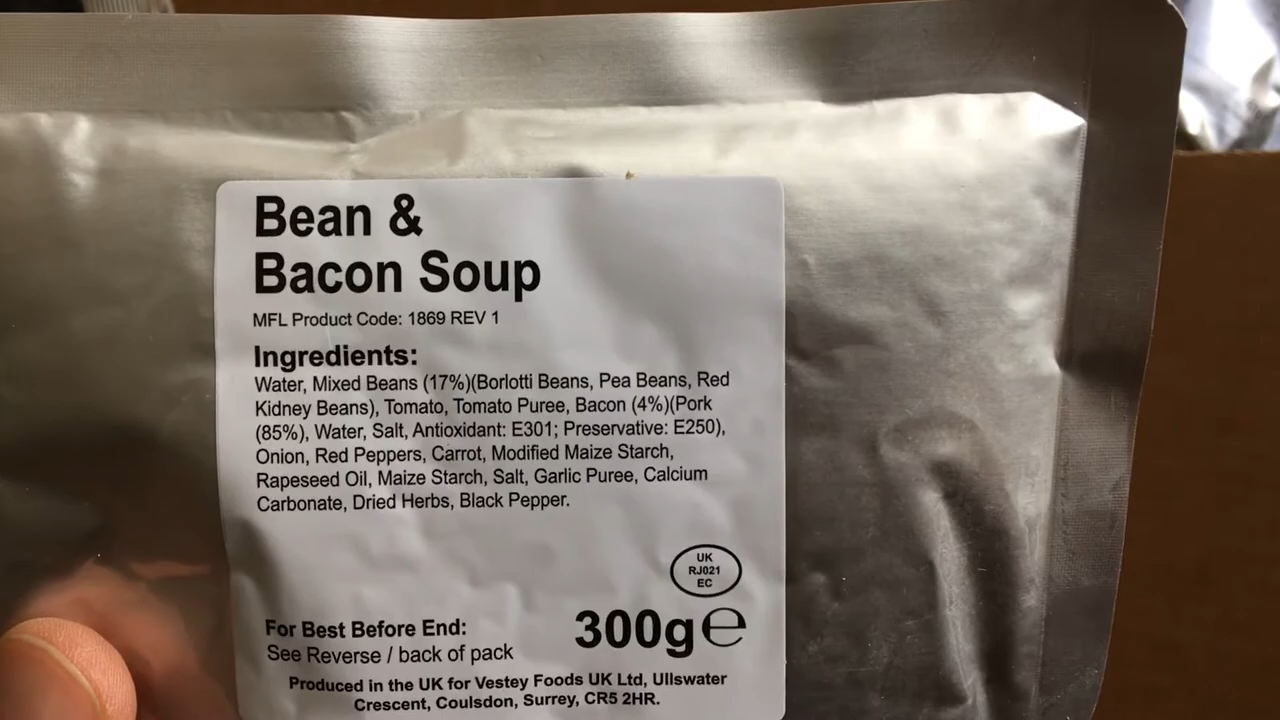 Bean &
Bacon Soup
MFL Product Code: 1869 REV 1
Ingredients:
Water, Mixed Beans (17%)(Borlotti Beans, Pea Beans, Red
Kidney Beans), Tomato, Tomato Puree, Bacon (4%)(Pork
(85%), Water, Salt, Antioxidant: E301; Preservative: E250),
Onion, Red Peppers, Carrot, Modified Maize Starch,
Rapeseed Oil, Maize Starch, Salt, Garlic Puree, Calcium
Carbonate, Dried Herbs, Black Pepper.
UK
RJ021
EC
For Best Before End:
See Reverse / back of pack
300g℮
Produced in the UK for Vestey Foods UK Ltd, Ullswater
Crescent, Coulsdon, Surrey, CR5 2HR.